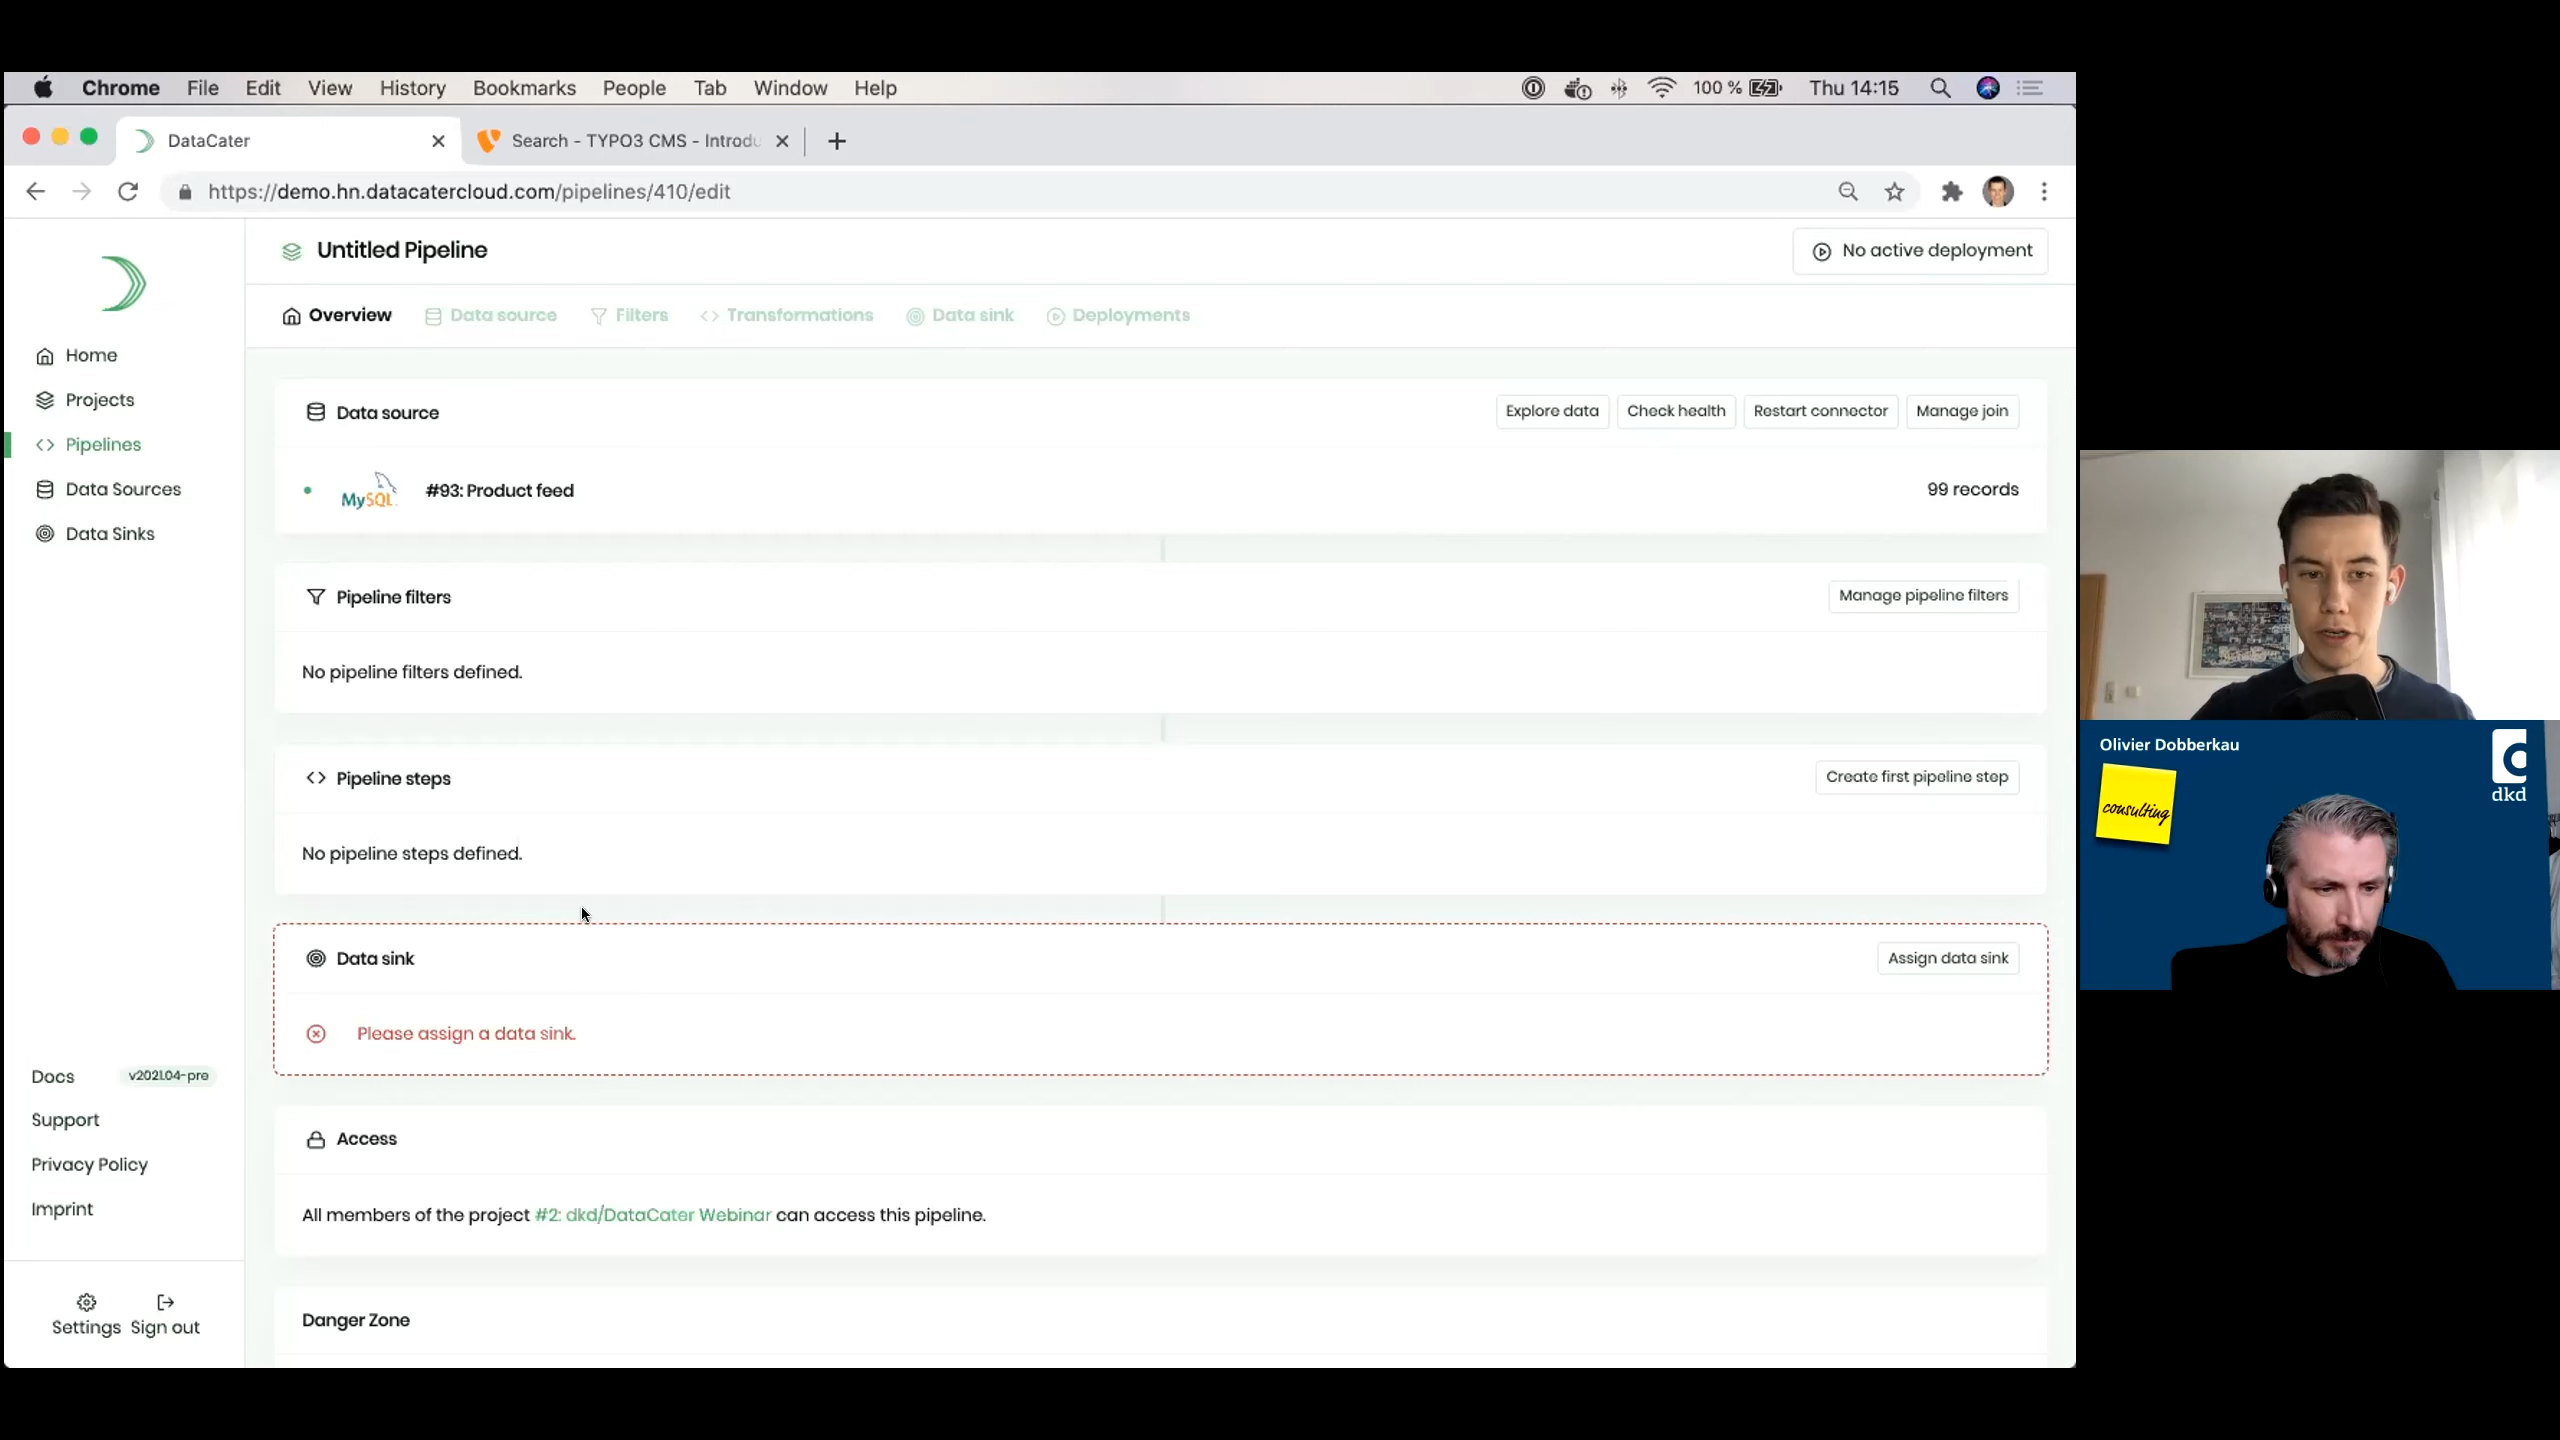 Chrome File Edit View History Bookmarks People Tab Window Help 100 % Thu 14:15
DataCater Search - TYPO3 CMS - Introdu
https://demo.hn.datacatercloud.com/pipelines/410/edit
Untitled Pipeline No active deployment
Overview Data source Filters Transformations Data sink Deployments
Home
Projects
Pipelines
Data Sources
Data Sinks
Data source Explore data Check health Restart connector Manage join
MySQL #93: Product feed 99 records
Pipeline filters Manage pipeline filters
No pipeline filters defined.
Pipeline steps Create first pipeline step
No pipeline steps defined.
Data sink Assign data sink
Please assign a data sink.
Access
All members of the project #2: dkd/DataCater Webinar can access this pipeline.
Danger Zone
Docs v2021.04-pre
Support
Privacy Policy
Imprint
Settings Sign out
Olivier Dobberkau
consulting
dkd